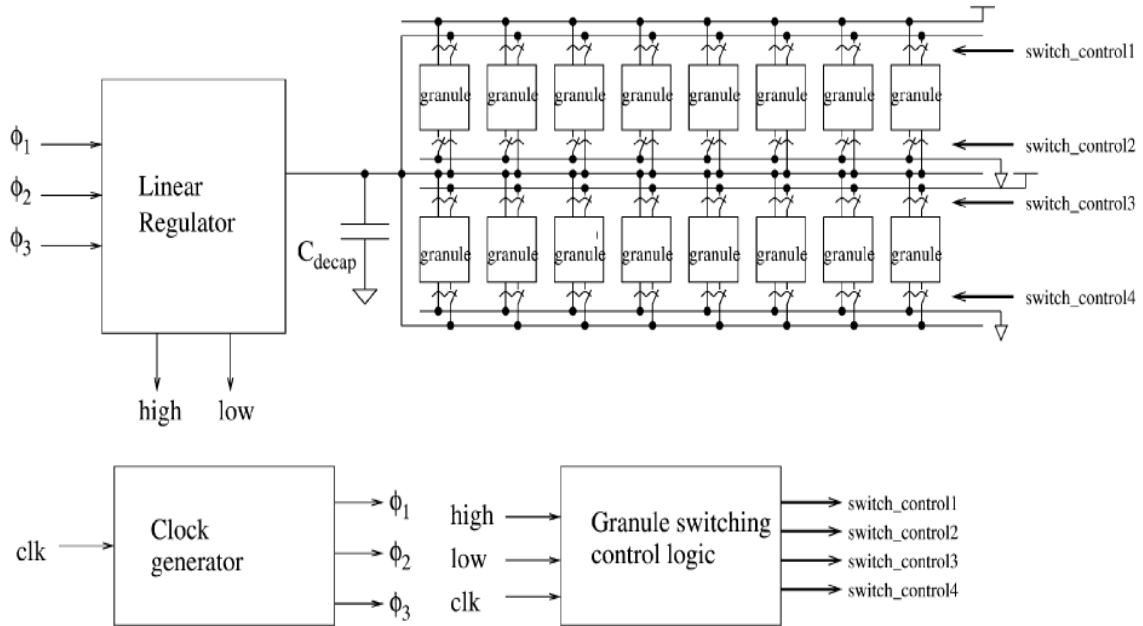 switch_control1
granule granule granule granule granule granule granule granule
ϕ1
switch_control2
ϕ2
Linear
Regulator
switch_control3
ϕ3
Cdecap
granule granule granule granule granule granule granule granule
switch_control4
high low
clk
Clock
generator
ϕ1
ϕ2
ϕ3
high
low
clk
Granule switching
control logic
switch_control1
switch_control2
switch_control3
switch_control4